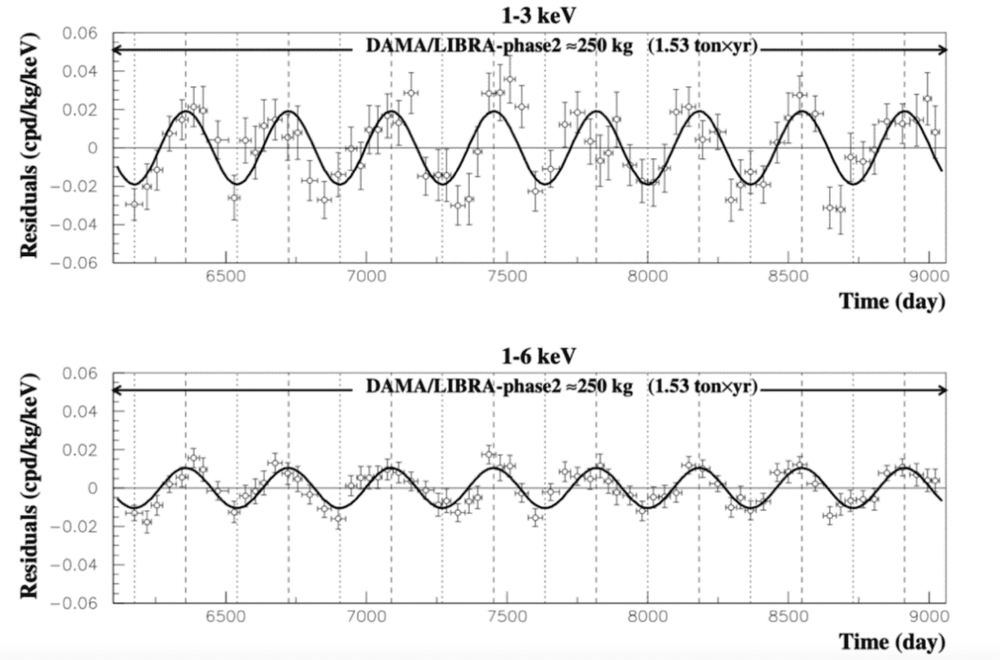 1-3 keV
DAMA/LIBRA-phase2 ≈250 kg (1.53 ton×yr)
Residuals (cpd/kg/keV)
0.06
0.04
0.02
0
−0.02
−0.04
−0.06
6500 7000 7500 8000 8500 9000
Time (day)
1-6 keV
DAMA/LIBRA-phase2 ≈250 kg (1.53 ton×yr)
Residuals (cpd/kg/keV)
0.06
0.04
0.02
0
−0.02
−0.04
−0.06
6500 7000 7500 8000 8500 9000
Time (day)